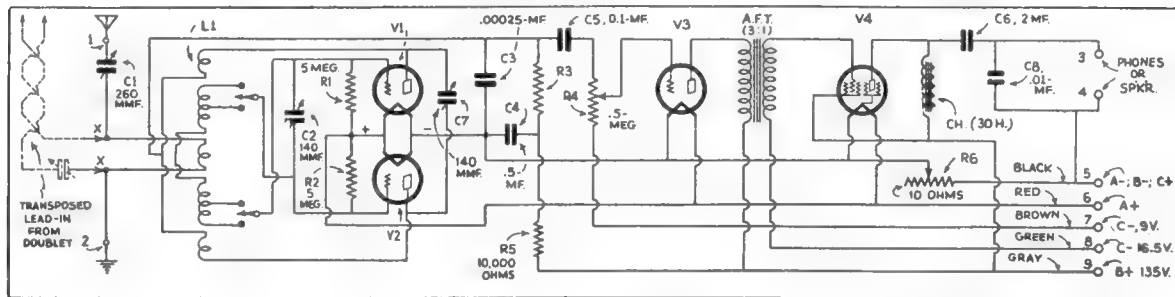 1
C1
260
MMF.
X
X
TRANSPOSED
LEAD-IN
FROM
DOUBLET
2
L1
5 MEG.
R1
C2
140
MMF
R2
5
MEG.
V1
+
-
V2
C7
140
MMF.
.00025-MF.
C3
C4
.5-
MF.
C5, 0.1-MF.
R3
R4
.5-
MEG
R5
10,000
OHMS
V3
A.F.T.
(3:1)
V4
C6, 2 MF.
C8,
.01-
MF.
CH. (30 H.)
3
4
PHONES
OR
SPKR.
R6
10 OHMS
BLACK
5
A-; B-; C+
RED
6
A+
BROWN
7
C-, 9V.
GREEN
8
C- 16.5V.
GRAY
9
B+ 135V.